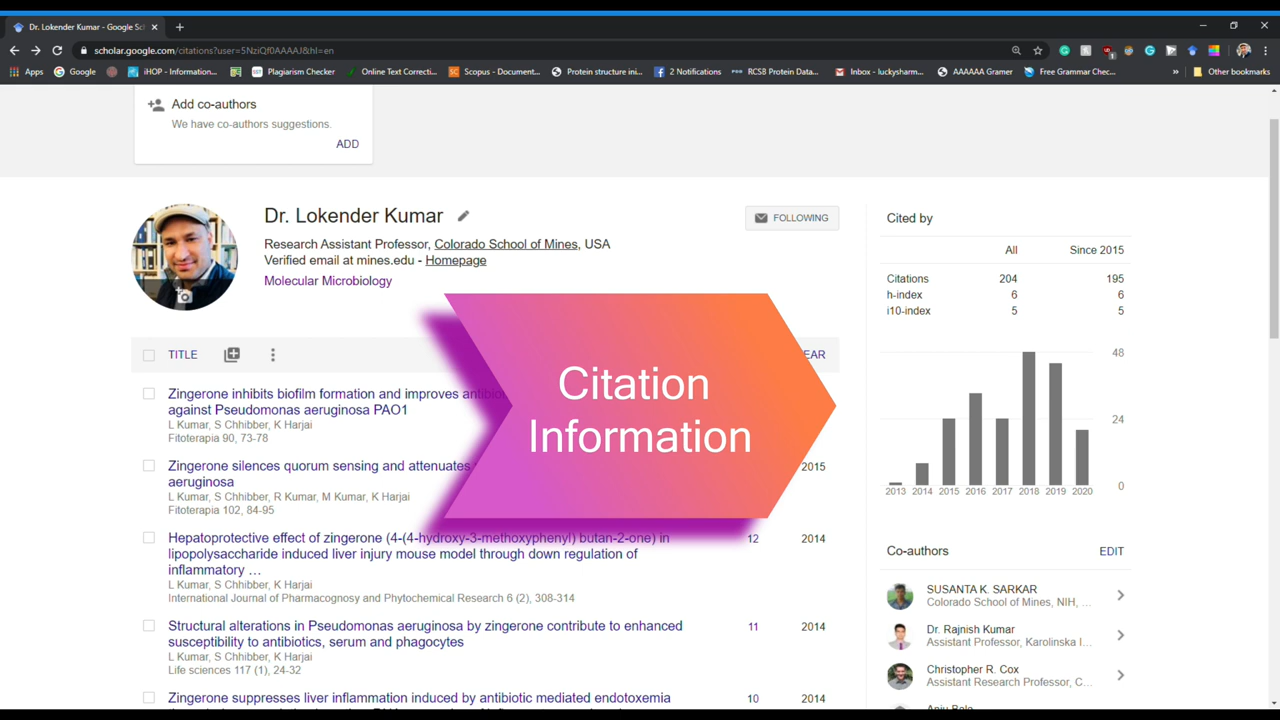 Dr. Lokender Kumar - Google Sch
scholar.google.com/citations?user=5NziQf0AAAAJ&hl=en
Apps
Google
iHOP - Information...
Plagiarism Checker
Online Text Correcti...
Scopus - Document...
Protein structure ini...
2 Notifications
RCSB Protein Data...
Inbox - luckysharm...
AAAAAA Gramer
Free Grammar Chec...
»
Other bookmarks
Add co-authors
We have co-authors suggestions.
ADD
Dr. Lokender Kumar
FOLLOWING
Research Assistant Professor, Colorado School of Mines, USA
Verified email at mines.edu - Homepage
Molecular Microbiology
Cited by
All Since 2015
Citations 204 195
h-index 6 6
i10-index 5 5
48
24
0
2013 2014 2015 2016 2017 2018 2019 2020
Citation
Information
TITLE
EAR
Zingerone inhibits biofilm formation and improves antibio
against Pseudomonas aeruginosa PAO1
L Kumar, S Chhibber, K Harjai
Fitoterapia 90, 73-78
Zingerone silences quorum sensing and attenuates
2015
aeruginosa
L Kumar, S Chhibber, R Kumar, M Kumar, K Harjai
Fitoterapia 102, 84-95
Hepatoprotective effect of zingerone (4-(4-hydroxy-3-methoxyphenyl) butan-2-one) in 12 2014
lipopolysaccharide induced liver injury mouse model through down regulation of
inflammatory ...
L Kumar, S Chhibber, K Harjai
International Journal of Pharmacognosy and Phytochemical Research 6 (2), 308-314
Structural alterations in Pseudomonas aeruginosa by zingerone contribute to enhanced 11 2014
susceptibility to antibiotics, serum and phagocytes
L Kumar, S Chhibber, K Harjai
Life sciences 117 (1), 24-32
Zingerone suppresses liver inflammation induced by antibiotic mediated endotoxemia 10 2014
Co-authors
EDIT
SUSANTA K. SARKAR
Colorado School of Mines, NIH, ...
Dr. Rajnish Kumar
Assistant Professor, Karolinska I...
Christopher R. Cox
Assistant Research Professor, C...